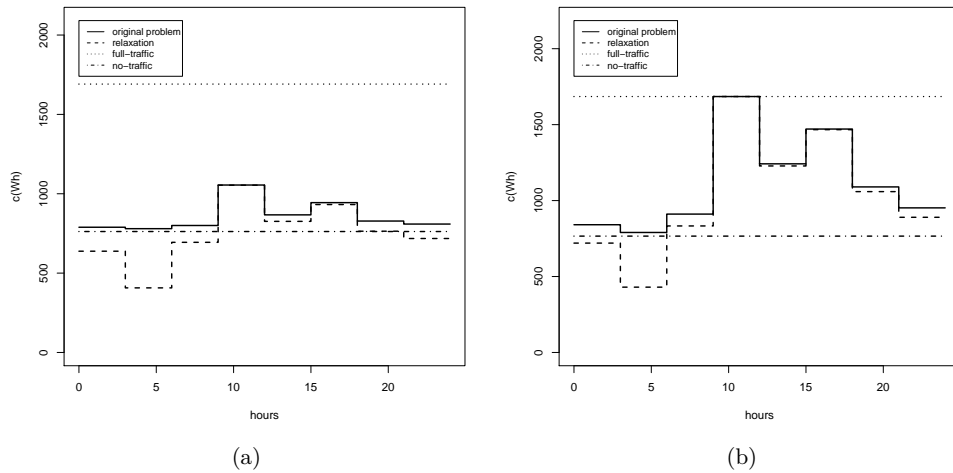 original problem
relaxation
full−traffic
no−traffic
2000
1500
1000
500
0
c(Wh)
0 5 10 15 20
hours
(a)
original problem
relaxation
full−traffic
no−traffic
2000
1500
1000
500
0
c(Wh)
0 5 10 15 20
hours
(b)